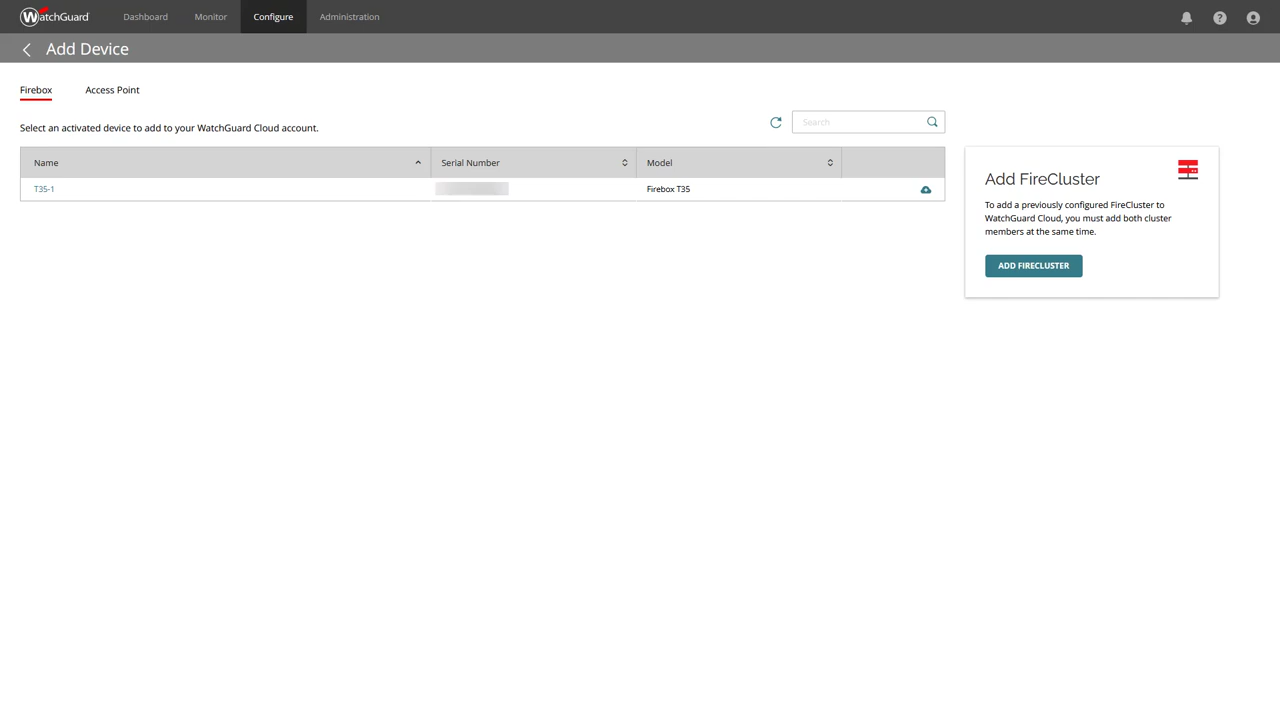 WatchGuard Dashboard Monitor Configure Administration
Add Device
Firebox Access Point
Select an activated device to add to your WatchGuard Cloud account.
Search
Name Serial Number Model
T35-1 Firebox T35
Add FireCluster
To add a previously configured FireCluster to
WatchGuard Cloud, you must add both cluster
members at the same time.
ADD FIRECLUSTER